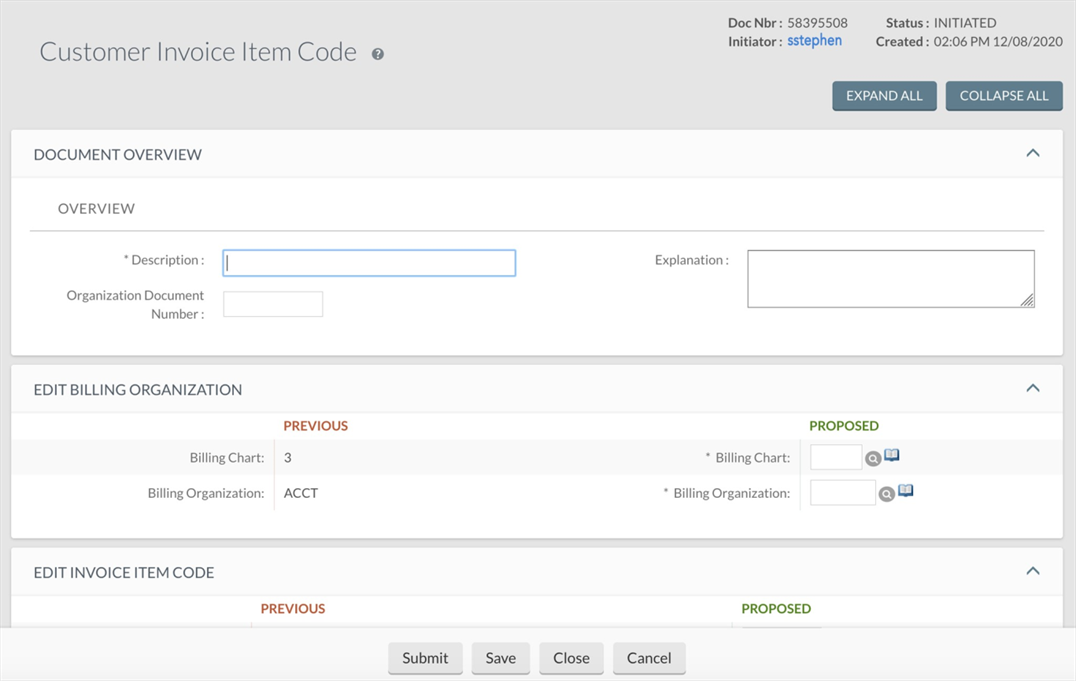 Doc Nbr : 58395508 Status : INITIATED
Customer Invoice Item Code
Initiator : sstephen Created : 02:06 PM 12/08/2020
EXPAND ALL COLLAPSE ALL
DOCUMENT OVERVIEW
OVERVIEW
* Description : Explanation :
Organization Document
Number :
EDIT BILLING ORGANIZATION
PREVIOUS PROPOSED
Billing Chart: 3 * Billing Chart:
Billing Organization: ACCT * Billing Organization:
EDIT INVOICE ITEM CODE
PREVIOUS PROPOSED
Submit Save Close Cancel